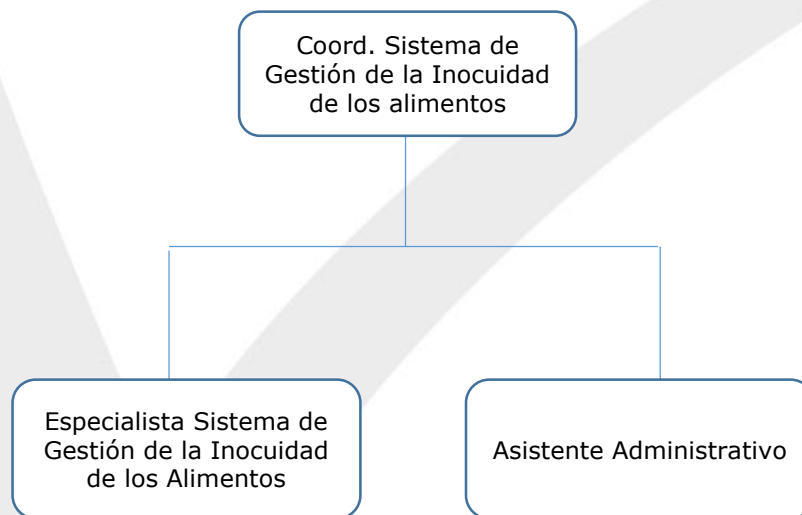 Coord. Sistema de
Gestión de la Inocuidad
de los alimentos
Especialista Sistema de
Gestión de la Inocuidad
de los Alimentos
Asistente Administrativo